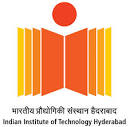 भारतीय प्रौद्योगिकी संस्थान हैदराबाद
Indian Institute of Technology Hyderabad